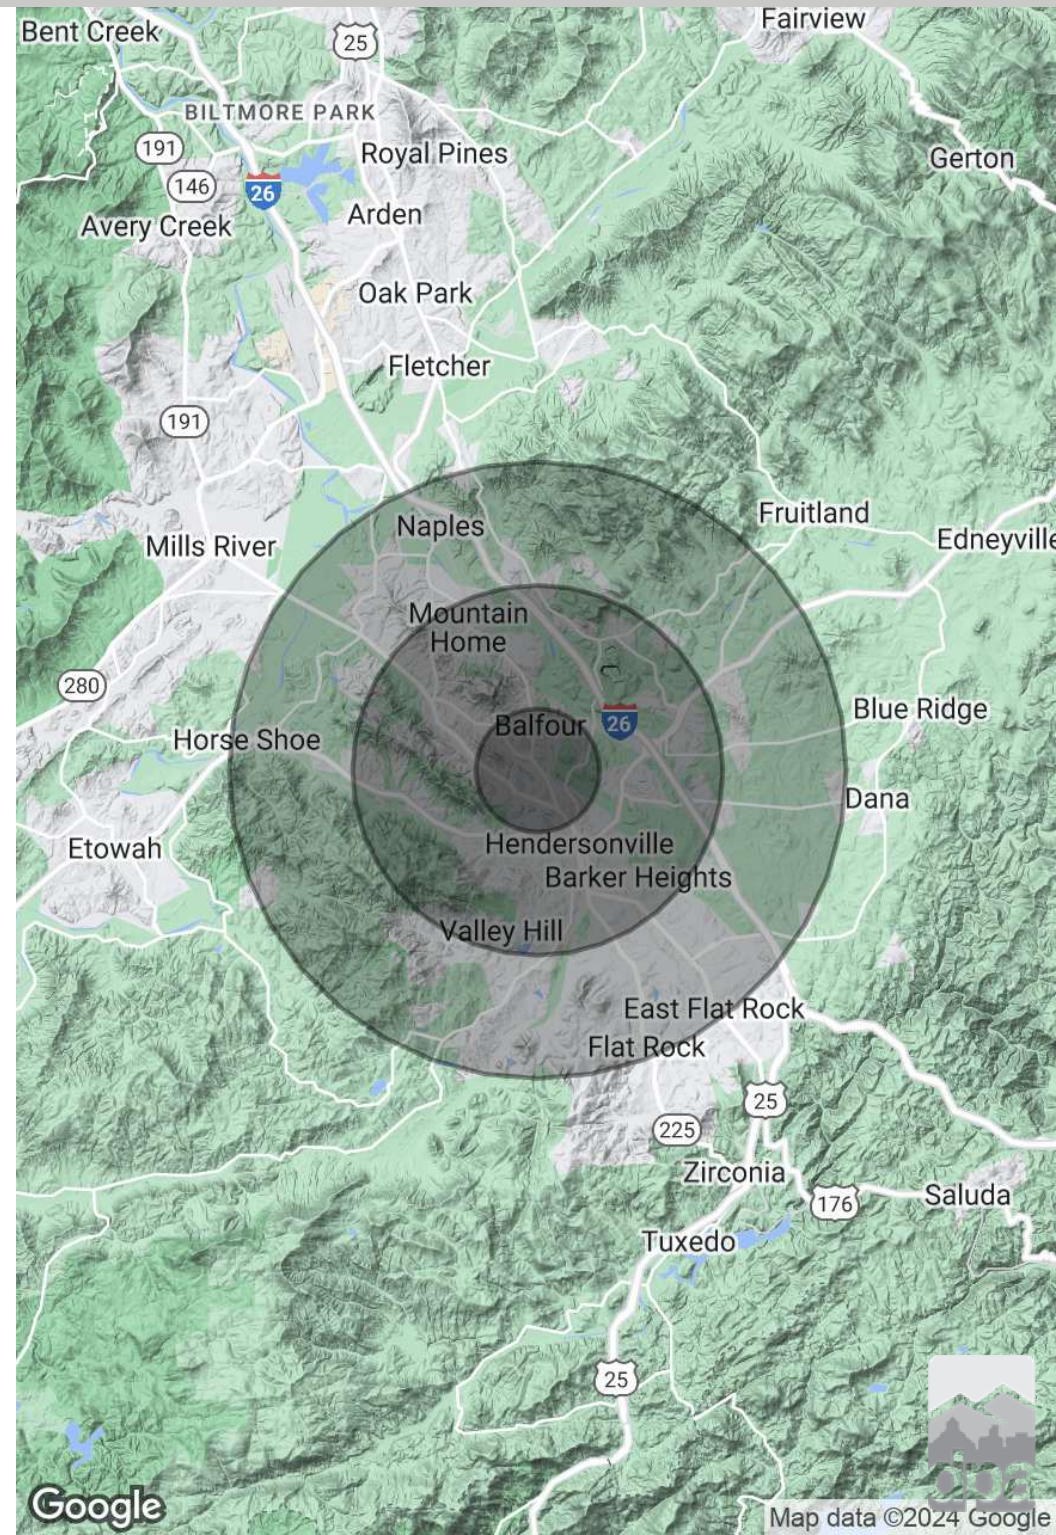 Fairview
Bent Creek
25
BILTMORE PARK
191
Royal Pines
Gerton
146
26
Arden
Avery Creek
Oak Park
Fletcher
191
Fruitland
Naples
Edneyville
Mills River
Mountain
Home
280
Blue Ridge
Balfour
26
Horse Shoe
Dana
Hendersonville
Etowah
Barker Heights
Valley Hill
East Flat Rock
Flat Rock
25
225
Zirconia
Saluda
176
Tuxedo
25
dpa
Google
Map data ©2024 Google